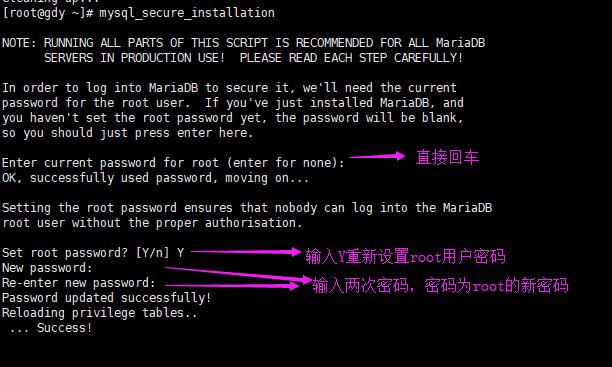 Cleaning up...
[root@gdy ~]# mysql_secure_installation
NOTE: RUNNING ALL PARTS OF THIS SCRIPT IS RECOMMENDED FOR ALL MariaDB
SERVERS IN PRODUCTION USE!  PLEASE READ EACH STEP CAREFULLY!
In order to log into MariaDB to secure it, we'll need the current
password for the root user.  If you've just installed MariaDB, and
you haven't set the root password yet, the password will be blank,
so you should just press enter here.
Enter current password for root (enter for none): 直接回车
OK, successfully used password, moving on...
Setting the root password ensures that nobody can log into the MariaDB
root user without the proper authorisation.
Set root password? [Y/n] Y 输入Y重新设置root用户密码
New password:
Re-enter new password: 输入两次密码，密码为root的新密码
Password updated successfully!
Reloading privilege tables..
... Success!